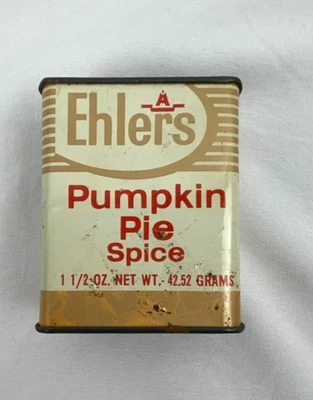 A
Ehlers
Pumpkin
Pie
Spice
1 1/2 OZ. NET WT.- 42.52 GRAMS